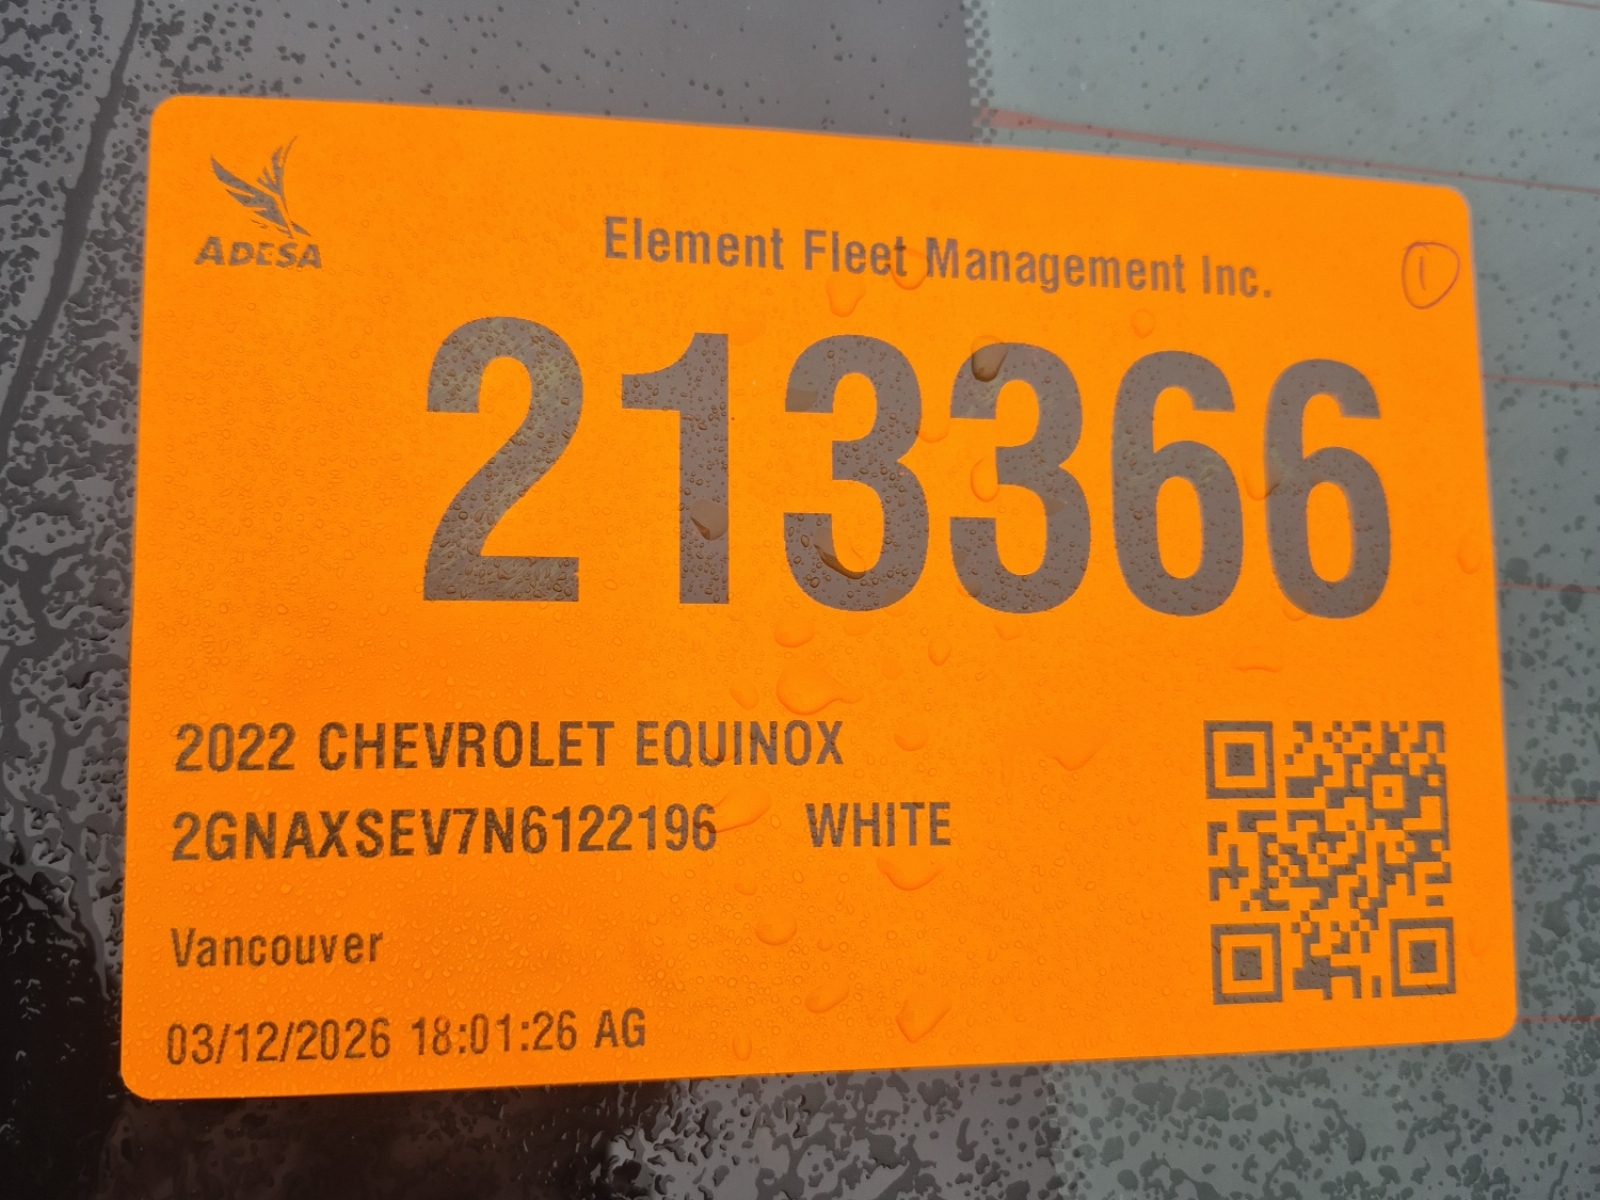 ADESA
Element Fleet Management Inc.
1
213366
2022 CHEVROLET EQUINOX
2GNAXSEV7N6122196 WHITE
Vancouver
03/12/2026 18:01:26 AG